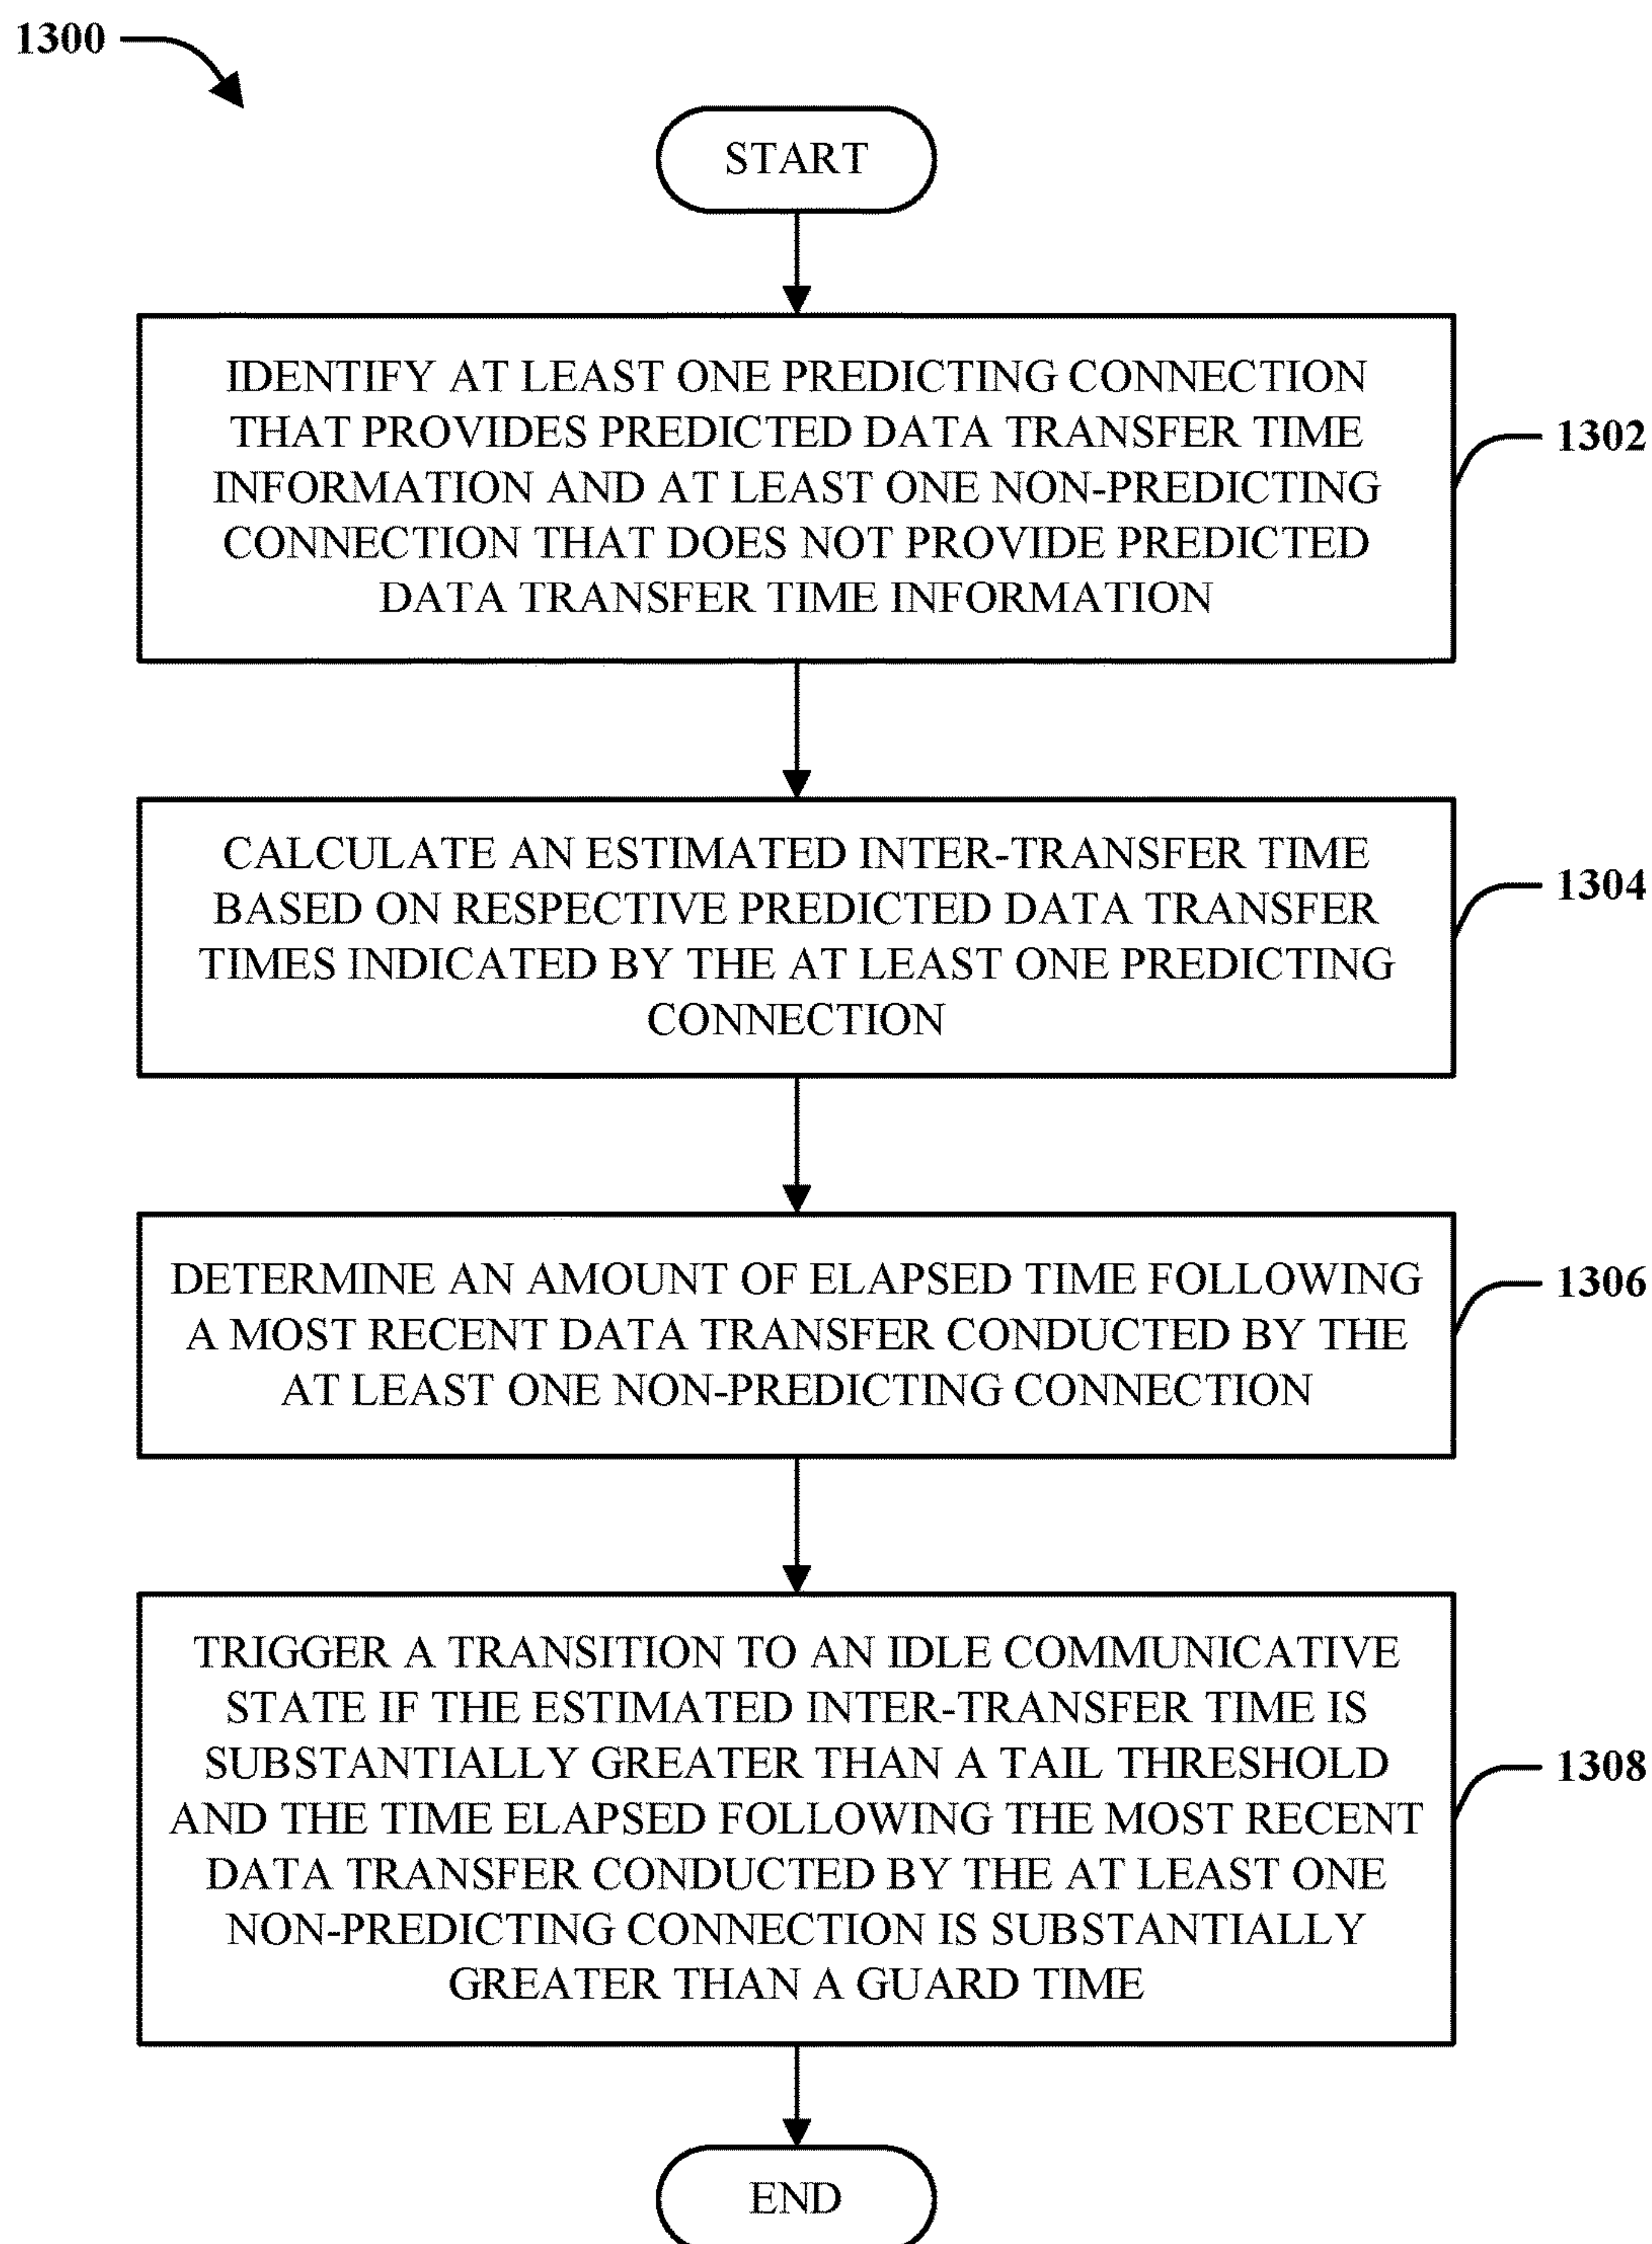 1300
START
IDENTIFY AT LEAST ONE PREDICTING CONNECTION
THAT PROVIDES PREDICTED DATA TRANSFER TIME
INFORMATION AND AT LEAST ONE NON-PREDICTING
CONNECTION THAT DOES NOT PROVIDE PREDICTED
DATA TRANSFER TIME INFORMATION
1302
CALCULATE AN ESTIMATED INTER-TRANSFER TIME
BASED ON RESPECTIVE PREDICTED DATA TRANSFER
TIMES INDICATED BY THE AT LEAST ONE PREDICTING
CONNECTION
1304
DETERMINE AN AMOUNT OF ELAPSED TIME FOLLOWING
A MOST RECENT DATA TRANSFER CONDUCTED BY THE
AT LEAST ONE NON-PREDICTING CONNECTION
1306
TRIGGER A TRANSITION TO AN IDLE COMMUNICATIVE
STATE IF THE ESTIMATED INTER-TRANSFER TIME IS
SUBSTANTIALLY GREATER THAN A TAIL THRESHOLD
AND THE TIME ELAPSED FOLLOWING THE MOST RECENT
DATA TRANSFER CONDUCTED BY THE AT LEAST ONE
NON-PREDICTING CONNECTION IS SUBSTANTIALLY
GREATER THAN A GUARD TIME
1308
END